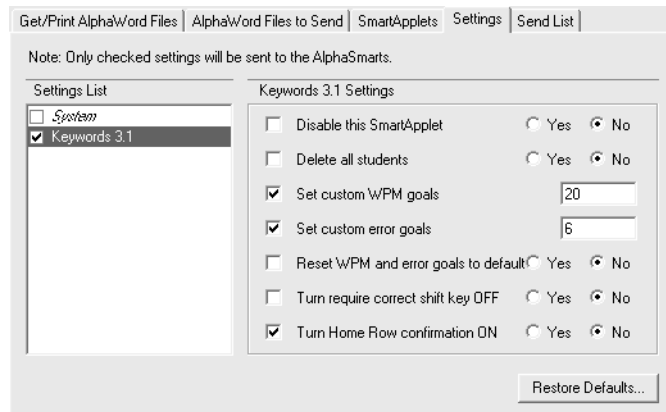 Get/Print AlphaWord Files AlphaWord Files to Send SmartApplets Settings Send List
Note: Only checked settings will be sent to the AlphaSmarts.
Settings List
System
Keywords 3.1
Keywords 3.1 Settings
Disable this SmartApplet Yes No
Delete all students Yes No
Set custom WPM goals 20
Set custom error goals 6
Reset WPM and error goals to default Yes No
Turn require correct shift key OFF Yes No
Turn Home Row confirmation ON Yes No
Restore Defaults...